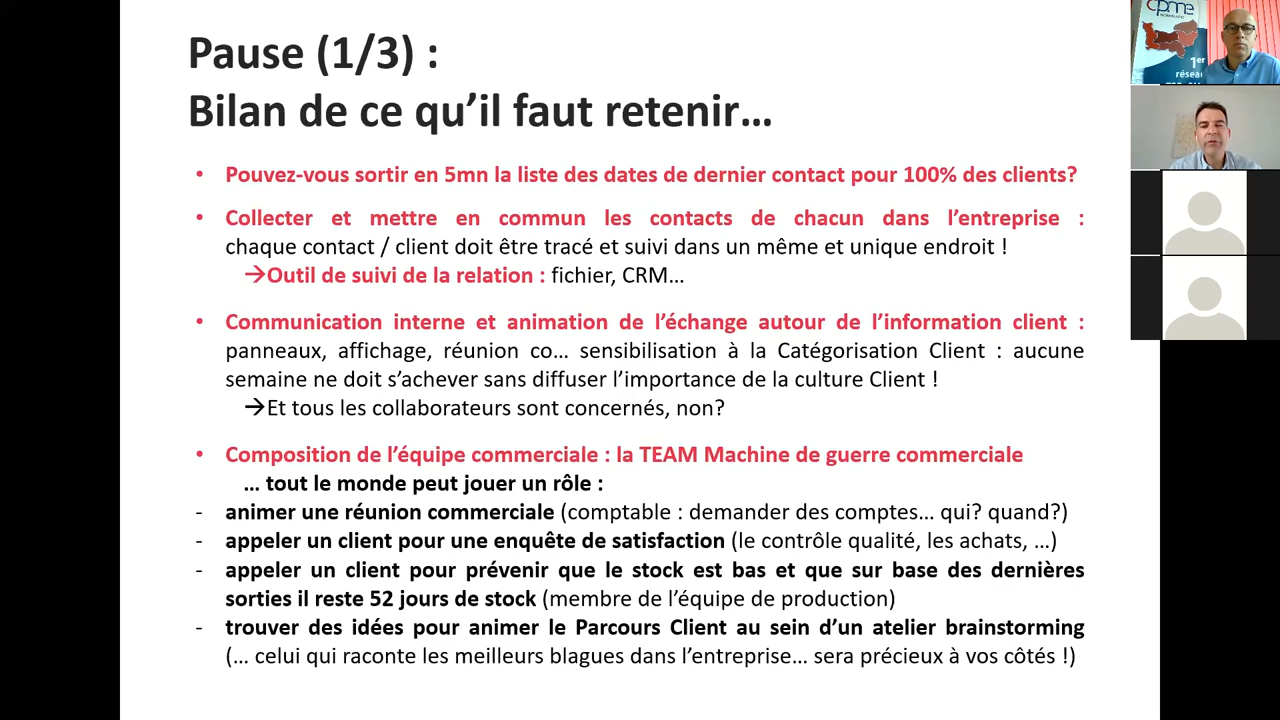 Pause (1/3) :
Bilan de ce qu’il faut retenir…
• Pouvez-vous sortir en 5mn la liste des dates de dernier contact pour 100% des clients?
• Collecter et mettre en commun les contacts de chacun dans l’entreprise :
chaque contact / client doit être tracé et suivi dans un même et unique endroit !
→Outil de suivi de la relation : fichier, CRM…
• Communication interne et animation de l’échange autour de l’information client :
panneaux, affichage, réunion co… sensibilisation à la Catégorisation Client : aucune
semaine ne doit s’achever sans diffuser l’importance de la culture Client !
→Et tous les collaborateurs sont concernés, non?
• Composition de l’équipe commerciale : la TEAM Machine de guerre commerciale
… tout le monde peut jouer un rôle :
- animer une réunion commerciale (comptable : demander des comptes… qui? quand?)
- appeler un client pour une enquête de satisfaction (le contrôle qualité, les achats, …)
- appeler un client pour prévenir que le stock est bas et que sur base des dernières
sorties il reste 52 jours de stock (membre de l’équipe de production)
- trouver des idées pour animer le Parcours Client au sein d’un atelier brainstorming
(… celui qui raconte les meilleurs blagues dans l’entreprise… sera précieux à vos côtés !)
cpme
1er
résea